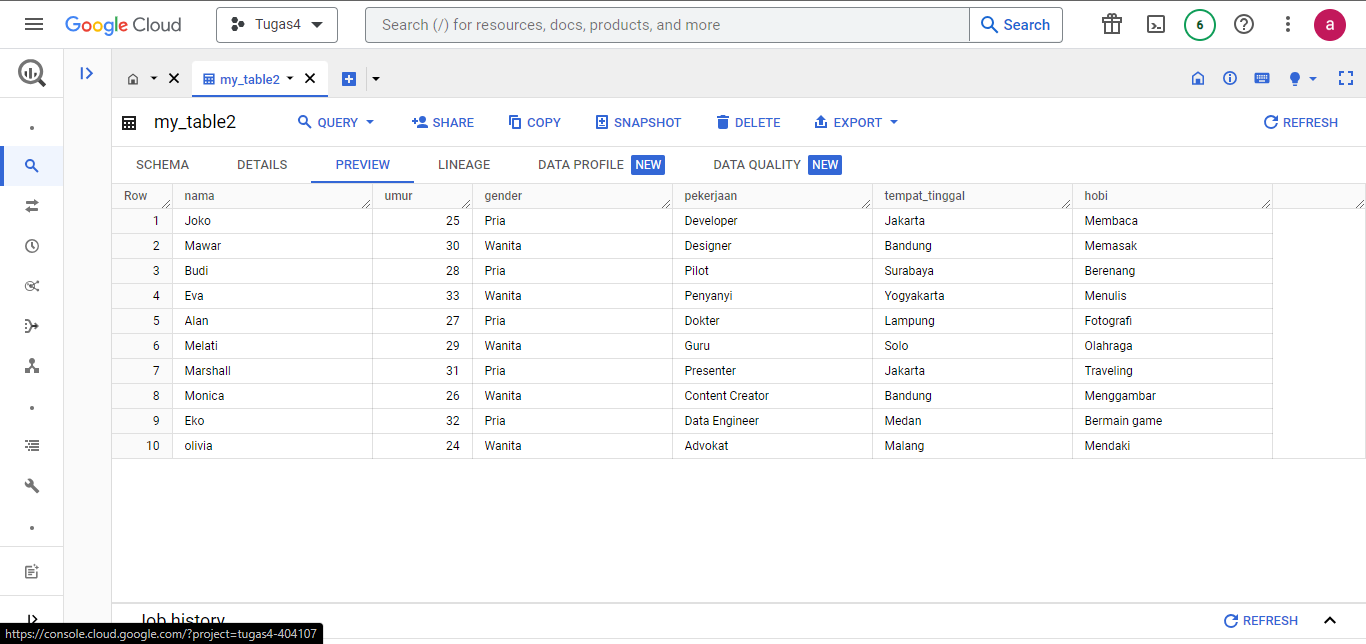 Google Cloud Tugas4 Search (/) for resources, docs, products, and more Search 6 a
my_table2
my_table2 QUERY SHARE COPY SNAPSHOT DELETE EXPORT REFRESH
SCHEMA DETAILS PREVIEW LINEAGE DATA PROFILE NEW DATA QUALITY NEW
Row nama umur gender pekerjaan tempat_tinggal hobi
1 Joko 25 Pria Developer Jakarta Membaca
2 Mawar 30 Wanita Designer Bandung Memasak
3 Budi 28 Pria Pilot Surabaya Berenang
4 Eva 33 Wanita Penyanyi Yogyakarta Menulis
5 Alan 27 Pria Dokter Lampung Fotografi
6 Melati 29 Wanita Guru Solo Olahraga
7 Marshall 31 Pria Presenter Jakarta Traveling
8 Monica 26 Wanita Content Creator Bandung Menggambar
9 Eko 32 Pria Data Engineer Medan Bermain game
10 olivia 24 Wanita Advokat Malang Mendaki
Job history REFRESH
https://console.cloud.google.com/?project=tugas4-404107